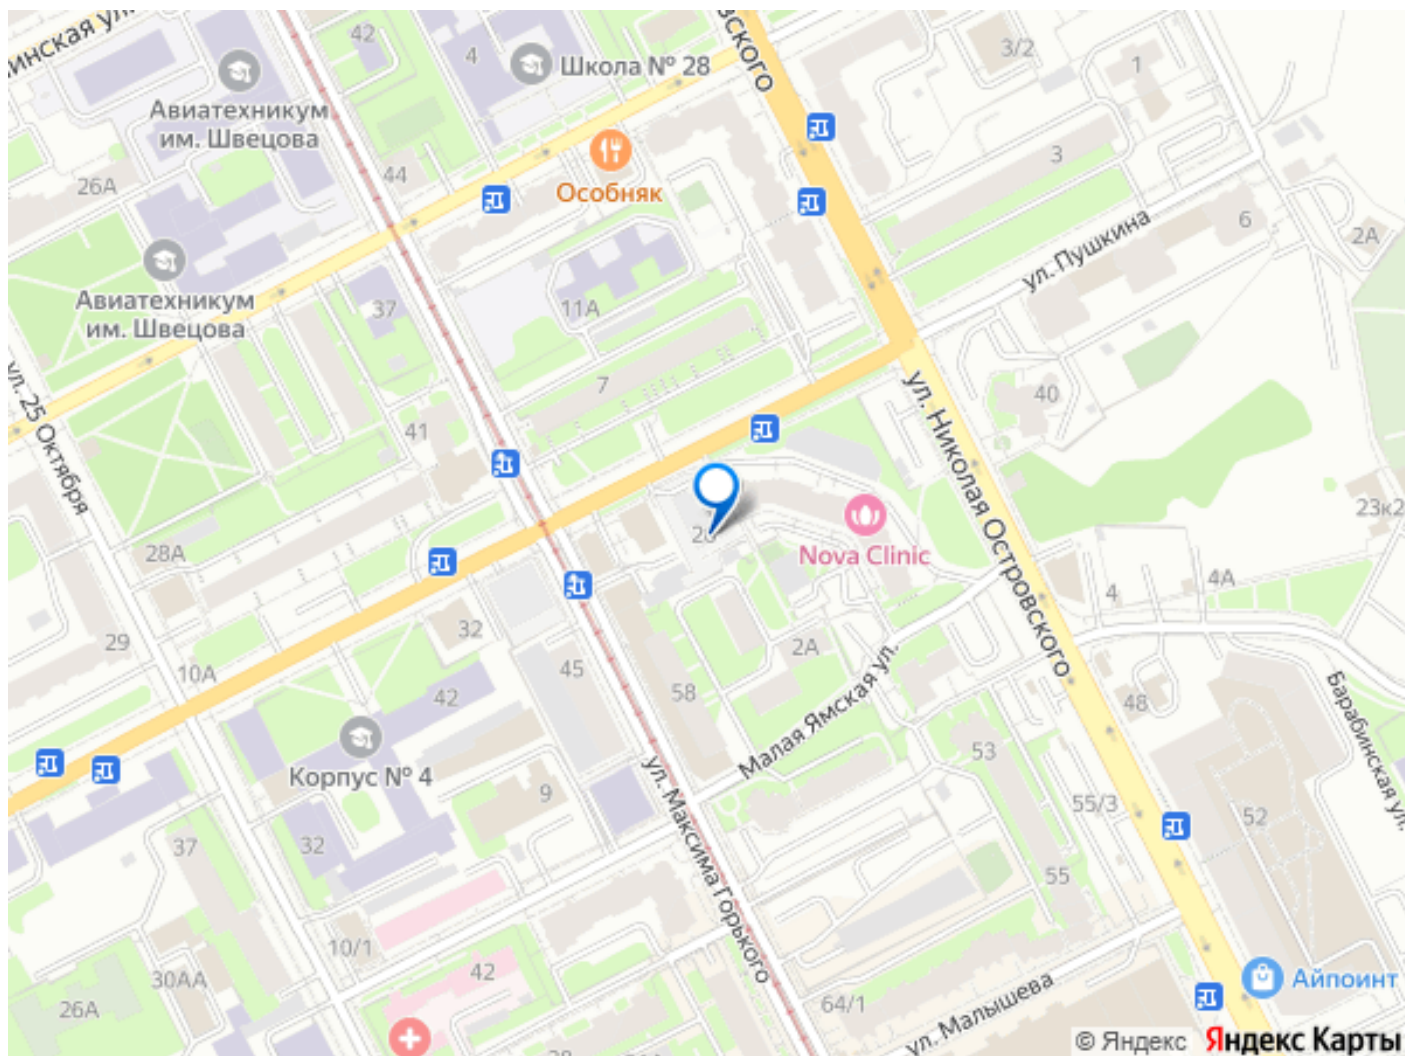 инская ул.
42
4
Школа № 28
вского
3/2
1
Авиатехникум
им. Швецова
26А
44
Особняк
3
6
2А
ул. Пушкина
Авиатехникум
им. Швецова
37
11А
7
ул. 25 Октября
41
40
ул. Николая Островского
28А
Nova Clinic
23к2
4
4А
29
32
10А
42
45
58
2А
Малая Ямская ул.
48
53
Барабинская ул.
Корпус № 4
9
ул. Максима Горького
55/3
52
37
32
55
10/1
30АА
42
26А
64/1
ул. Малышева
Айпоинт
© Яндекс Яндекс Карты